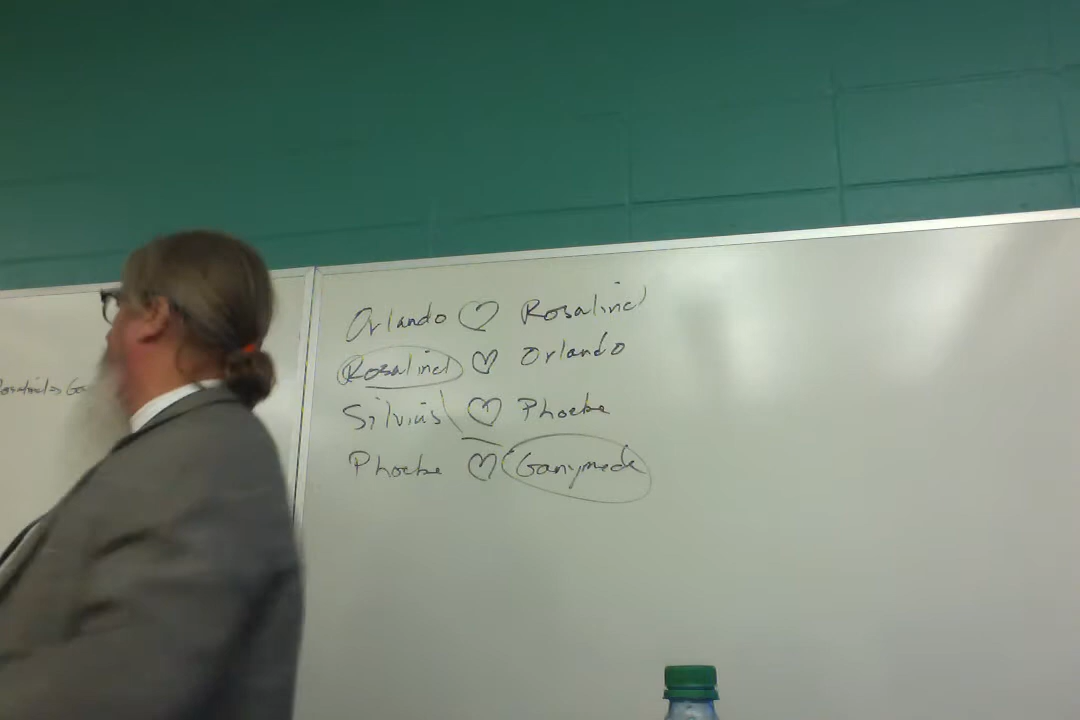 Orlando ♡ Rosalind
Rosalind ♡ Orlando
Silvius ♡ Phoebe
Phoebe ♡ Ganymede